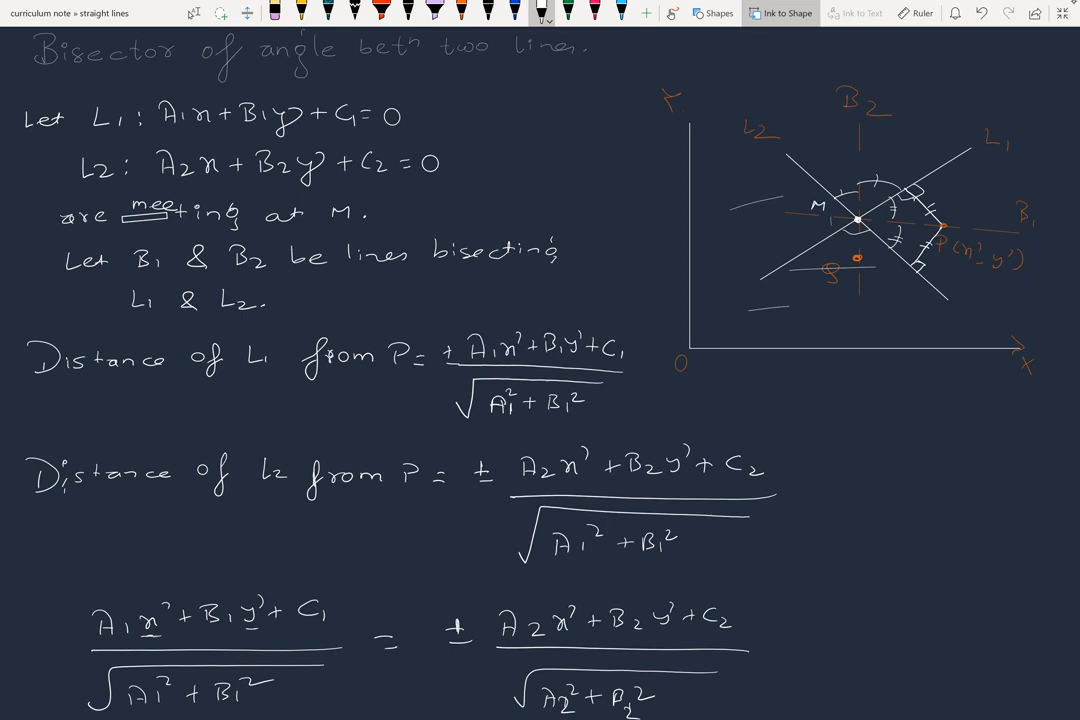 curriculum note » straight lines
Shapes Ink to Shape Ink to Text Ruler
Bisector of angle betn two lines.
Let L1 : A1x + B1y + C1 = 0
L2 : A2x + B2y + C2 = 0
are meeting at M.
Let B1 & B2 be lines bisecting
L1 & L2.
Distance of L1 from P = ± A1x' + B1y' + C1
√A1² + B1²
Distance of L2 from P = ± A2x' + B2y' + C2
√A1² + B1²
A1x' + B1y' + C1 = ± A2x' + B2y' + C2
√A1² + B1² √A2² + B2²
Y
B2
L2
L1
M
B1
P(x', y')
O
X